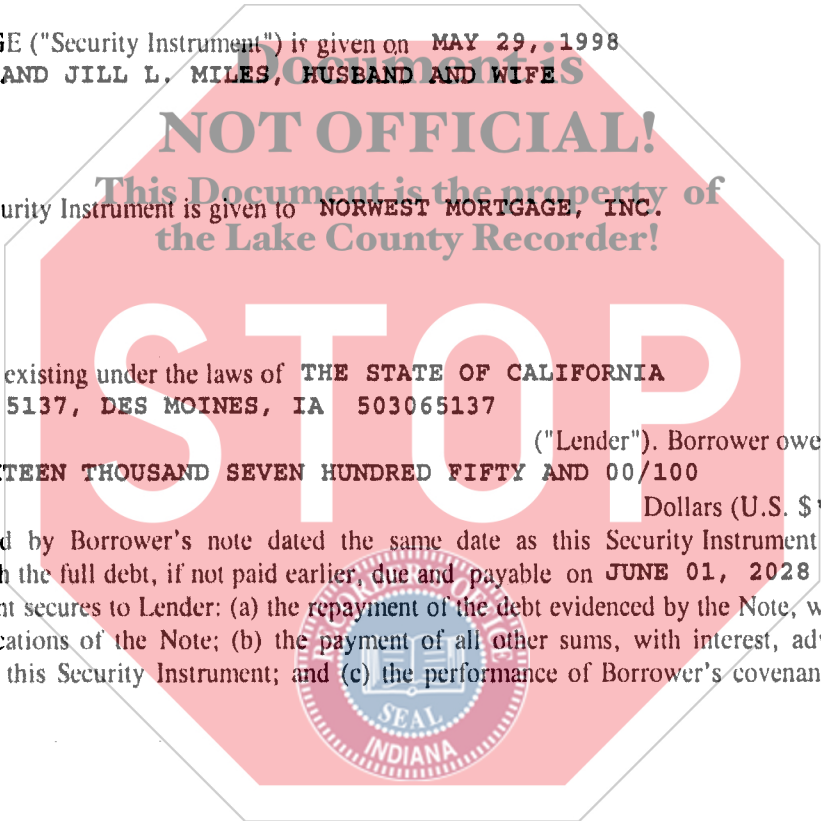 GE ("Security Instrument") is given on MAY 29, 1998
AND JILL L. MILES, HUSBAND AND WIFE
Document is
NOT OFFICIAL!
This Document is the property of
urity Instrument is given to NORWEST MORTGAGE, INC.
the Lake County Recorder!
STOP
existing under the laws of THE STATE OF CALIFORNIA
5137, DES MOINES, IA 503065137
("Lender"). Borrower owe
TEEN THOUSAND SEVEN HUNDRED FIFTY AND 00/100
Dollars (U.S. $
d by Borrower's note dated the same date as this Security Instrument
h the full debt, if not paid earlier, due and payable on JUNE 01, 2028
nt secures to Lender: (a) the repayment of the debt evidenced by the Note, w
cations of the Note; (b) the payment of all other sums, with interest, ad
this Security Instrument; and (c) the performance of Borrower's covenan
SEAL
INDIANA